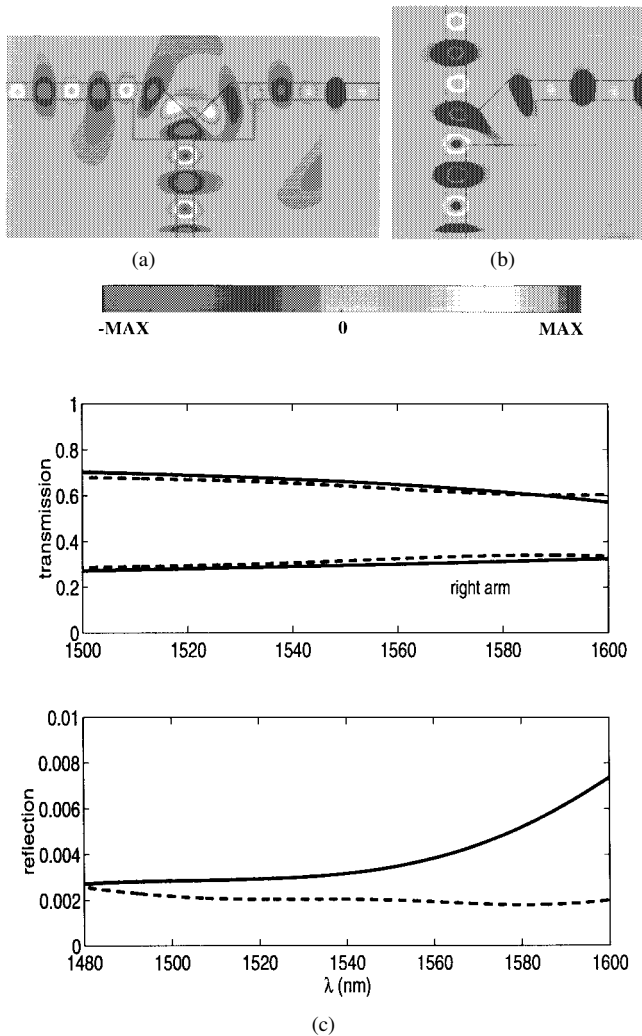 (a) (b)
-MAX 0 MAX
1
0.8
0.6
0.4
0.2
0
transmission
right arm
1500 1520 1540 1560 1580 1600
0.01
0.008
0.006
0.004
0.002
0
reflection
1480 1500 1520 1540 1560 1580 1600
λ (nm)
(c)